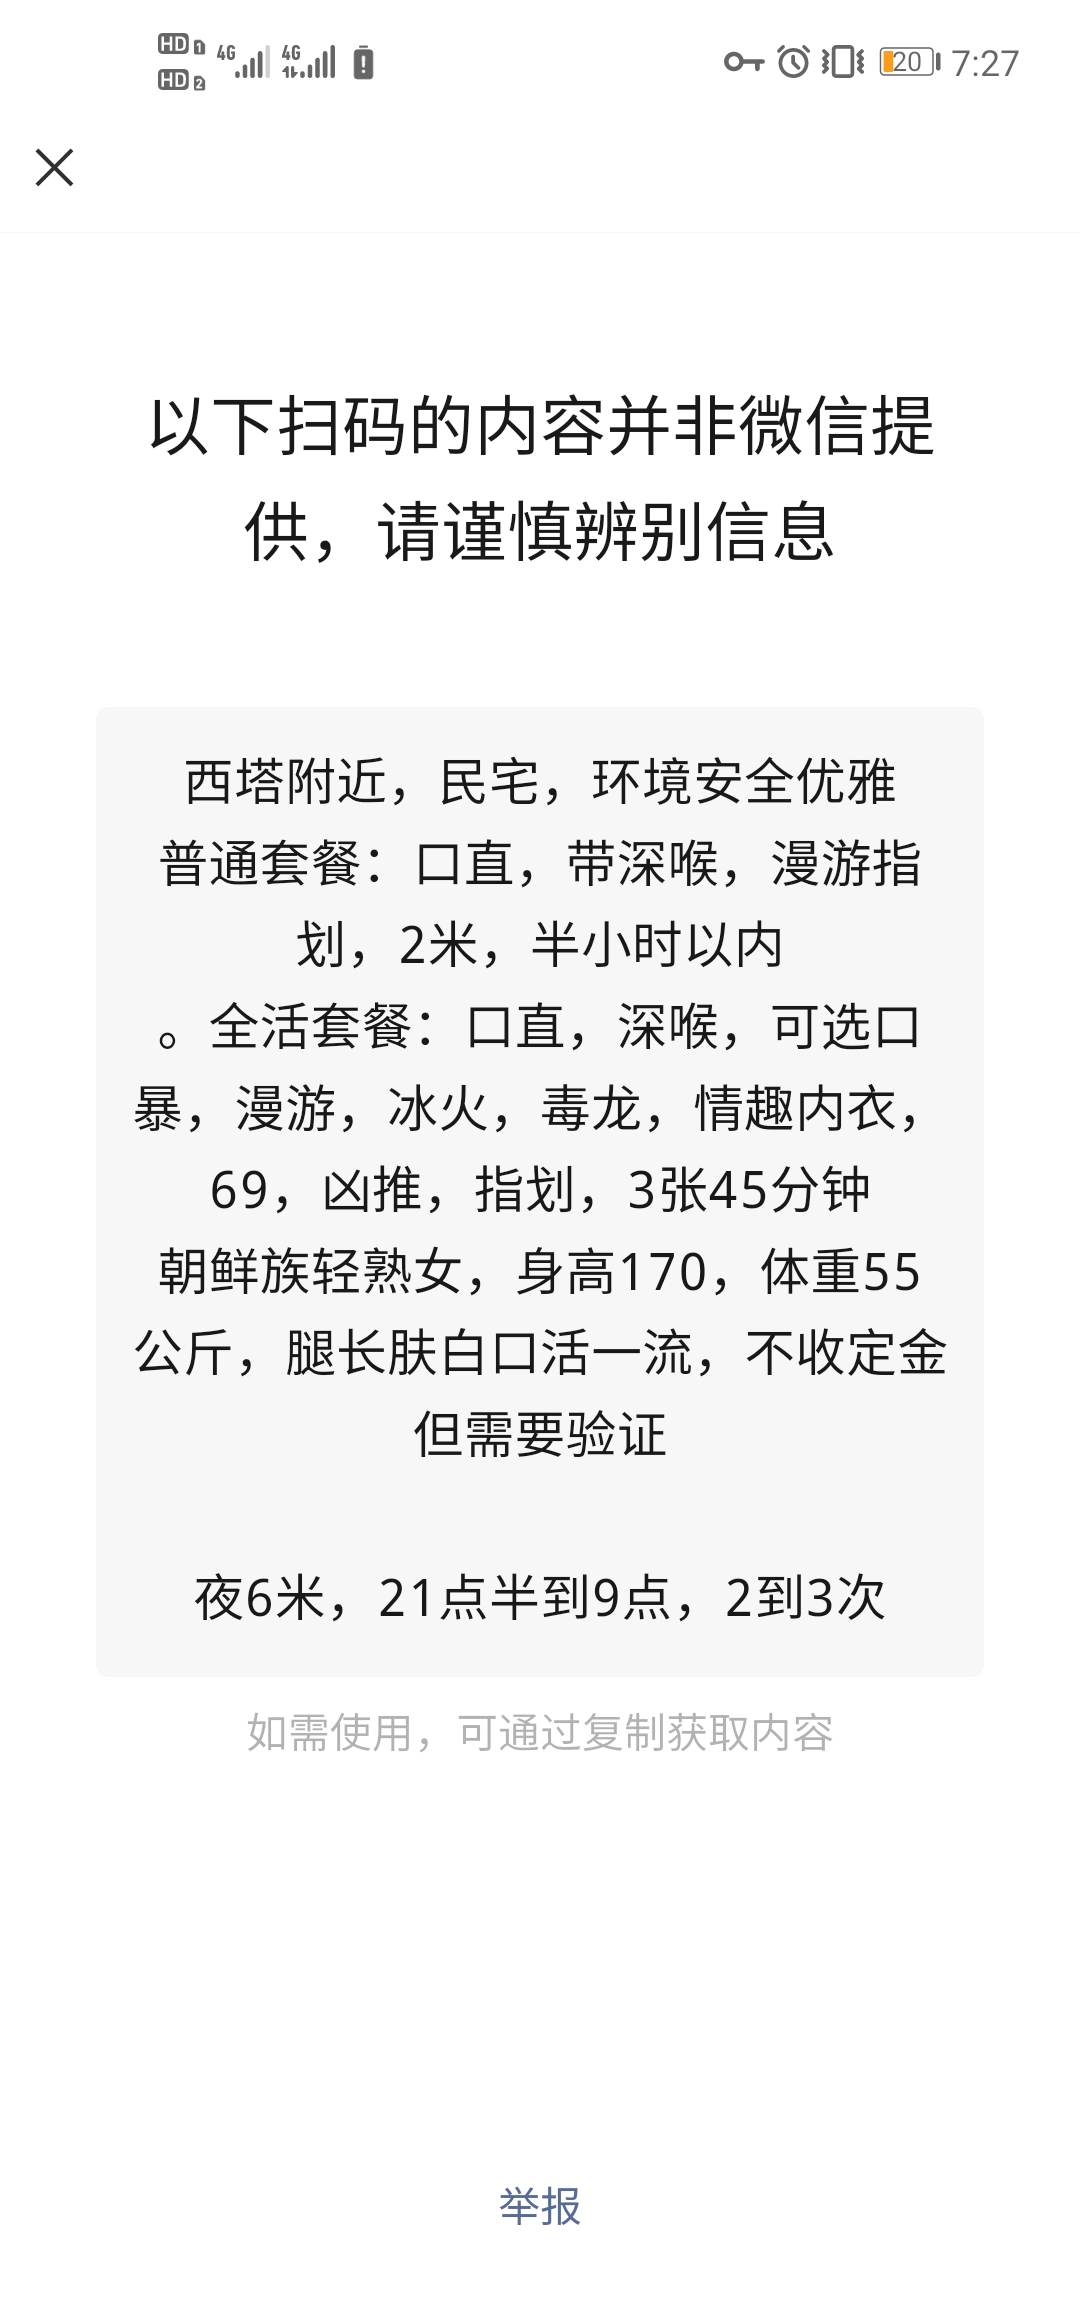 HD 1 4G 4G
HD 2
20 7:27
以下扫码的内容并非微信提
供，请谨慎辨别信息
西塔附近，民宅，环境安全优雅
普通套餐：口直，带深喉，漫游指
划，2米，半小时以内
。全活套餐：口直，深喉，可选口
暴，漫游，冰火，毒龙，情趣内衣，
69，凶推，指划，3张45分钟
朝鲜族轻熟女，身高170，体重55
公斤，腿长肤白口活一流，不收定金
但需要验证
夜6米，21点半到9点，2到3次
如需使用，可通过复制获取内容
举报